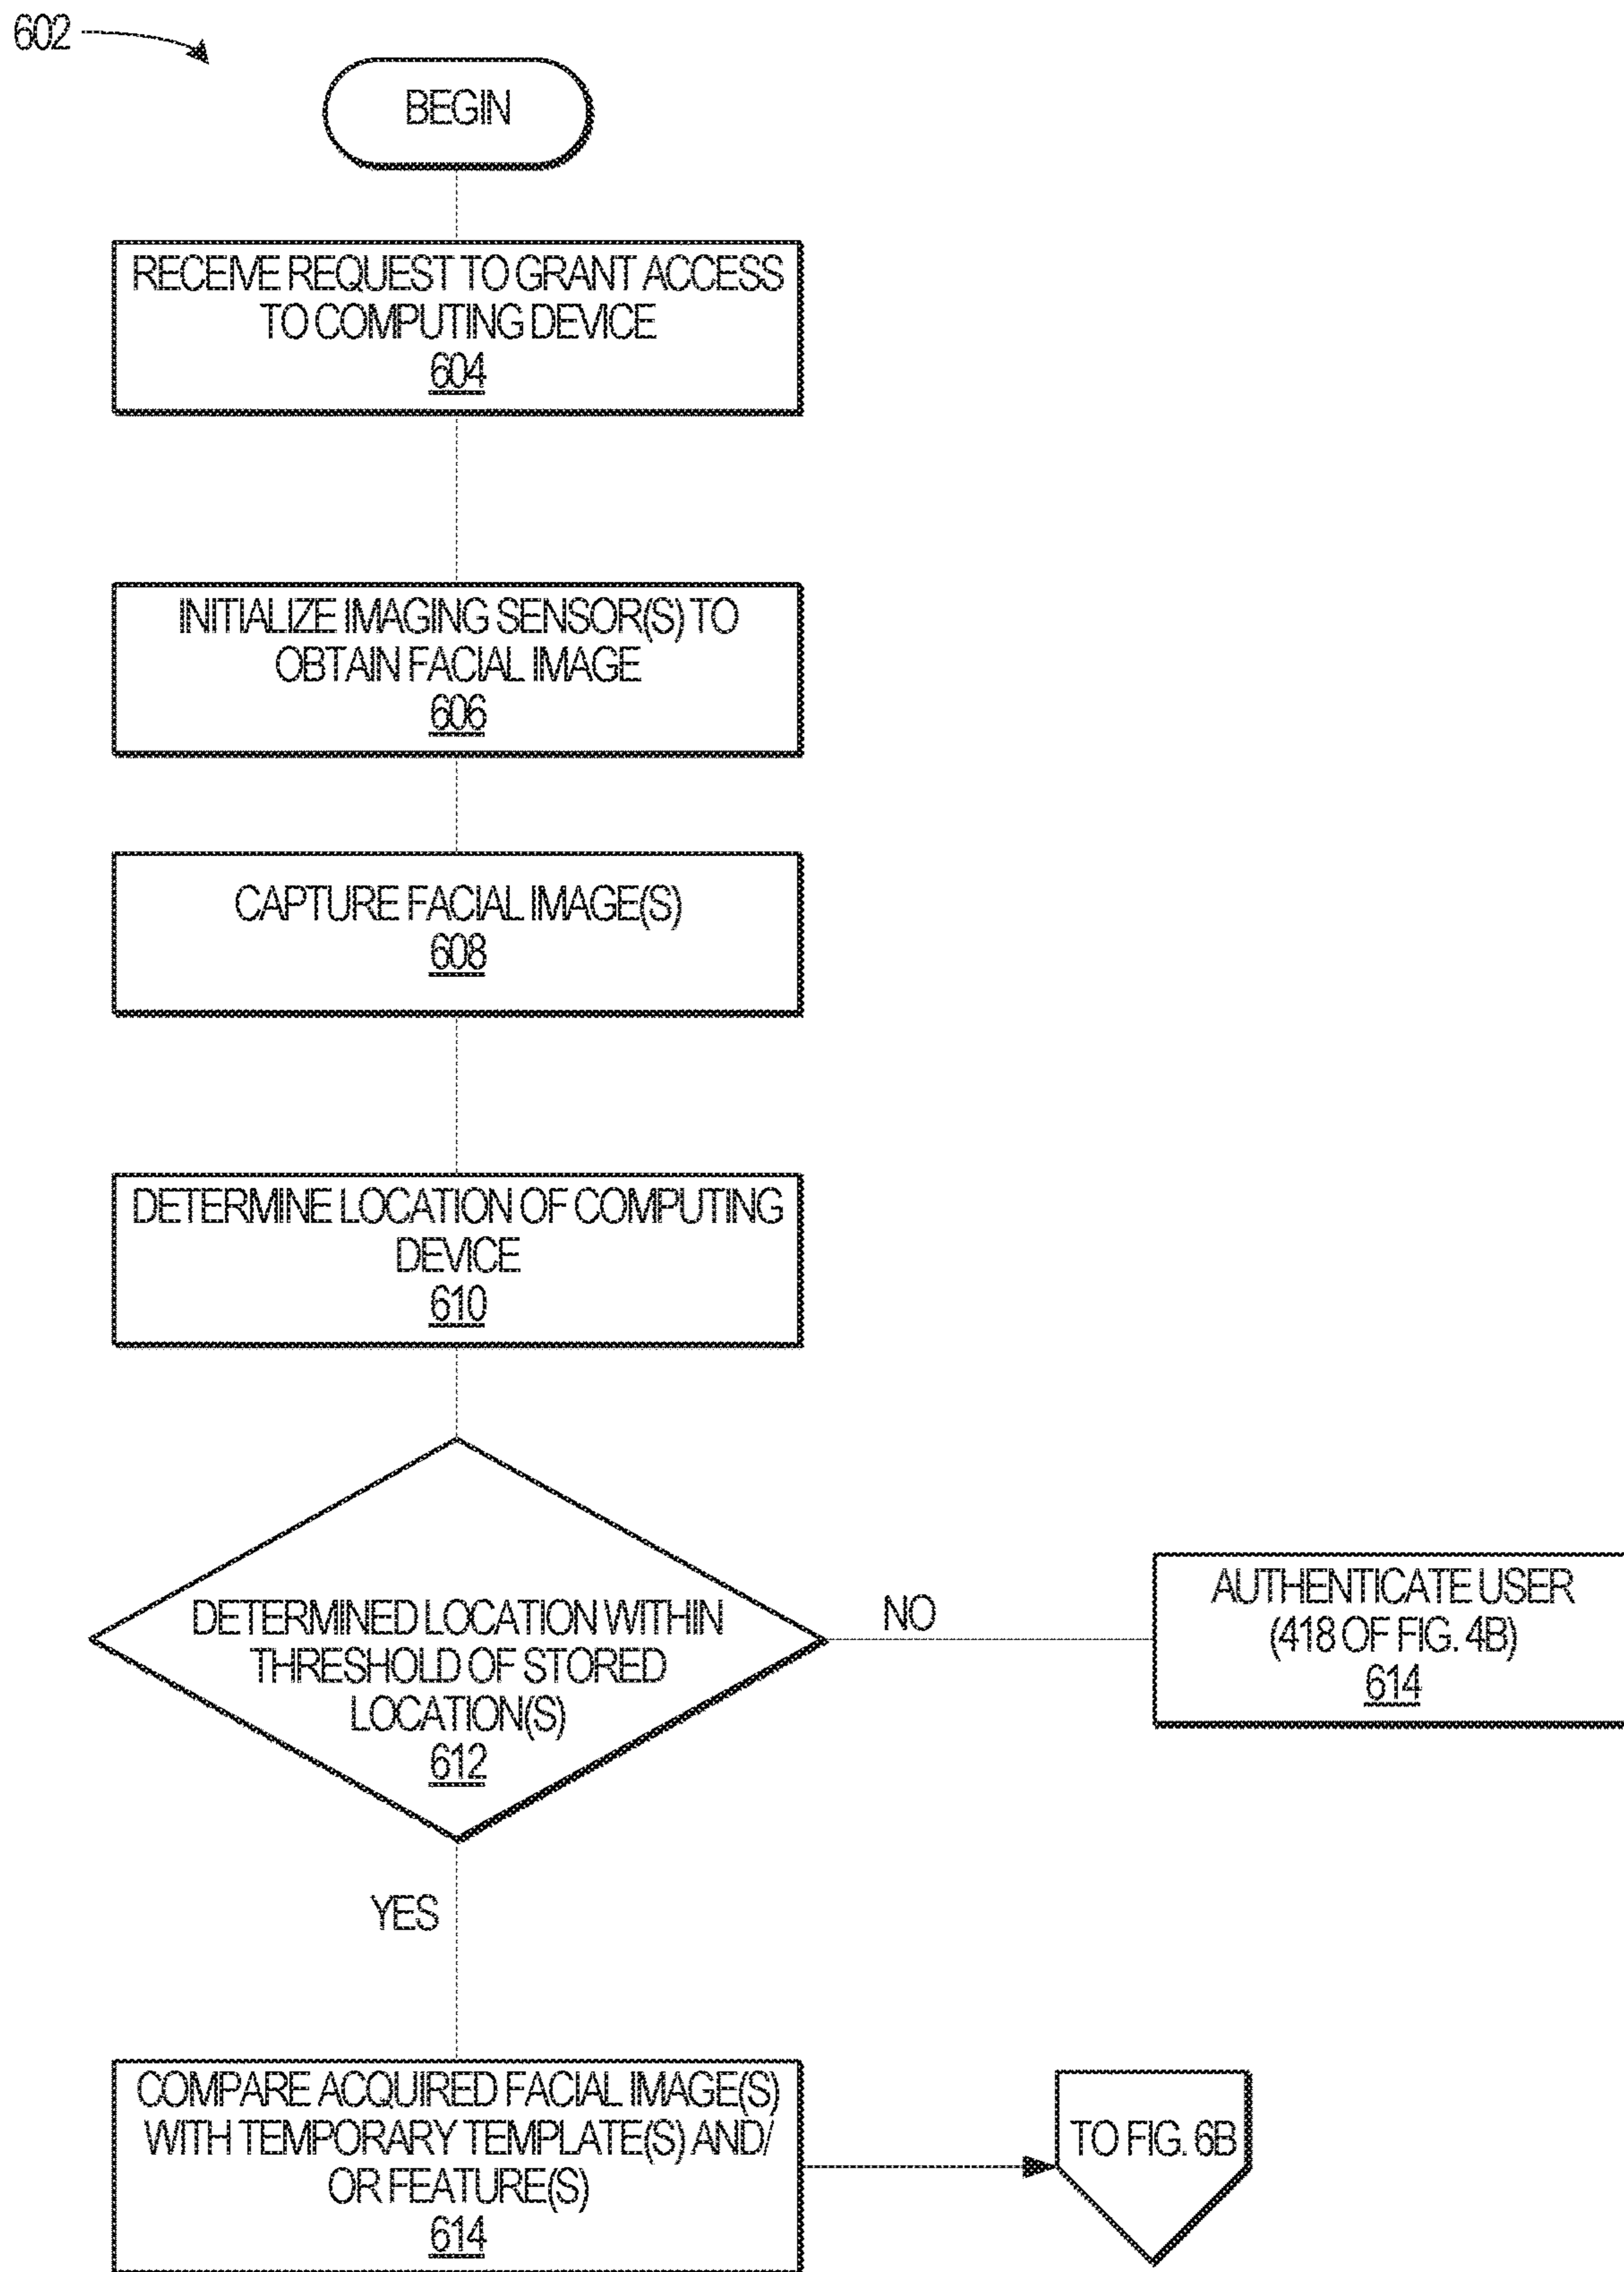 602
BEGIN
RECEIVE REQUEST TO GRANT ACCESS
TO COMPUTING DEVICE
604
INITIALIZE IMAGING SENSOR(S) TO
OBTAIN FACIAL IMAGE
606
CAPTURE FACIAL IMAGE(S)
608
DETERMINE LOCATION OF COMPUTING
DEVICE
610
DETERMINED LOCATION WITHIN
THRESHOLD OF STORED
LOCATION(S)
612
NO
AUTHENTICATE USER
(418 OF FIG. 4B)
614
YES
COMPARE ACQUIRED FACIAL IMAGE(S)
WITH TEMPORARY TEMPLATE(S) AND/
OR FEATURE(S)
614
TO FIG. 6B